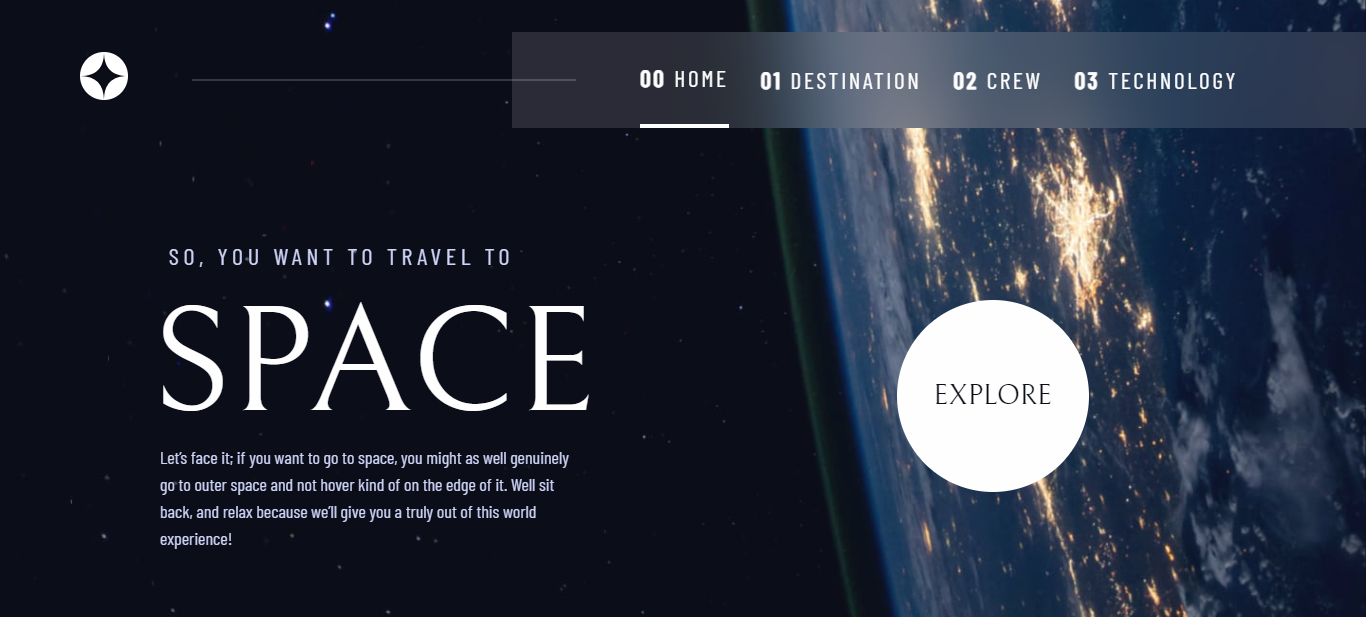 00 HOME 01 DESTINATION 02 CREW 03 TECHNOLOGY
SO, YOU WANT TO TRAVEL TO
SPACE
Let’s face it; if you want to go to space, you might as well genuinely
go to outer space and not hover kind of on the edge of it. Well sit
back, and relax because we’ll give you a truly out of this world
experience!
EXPLORE